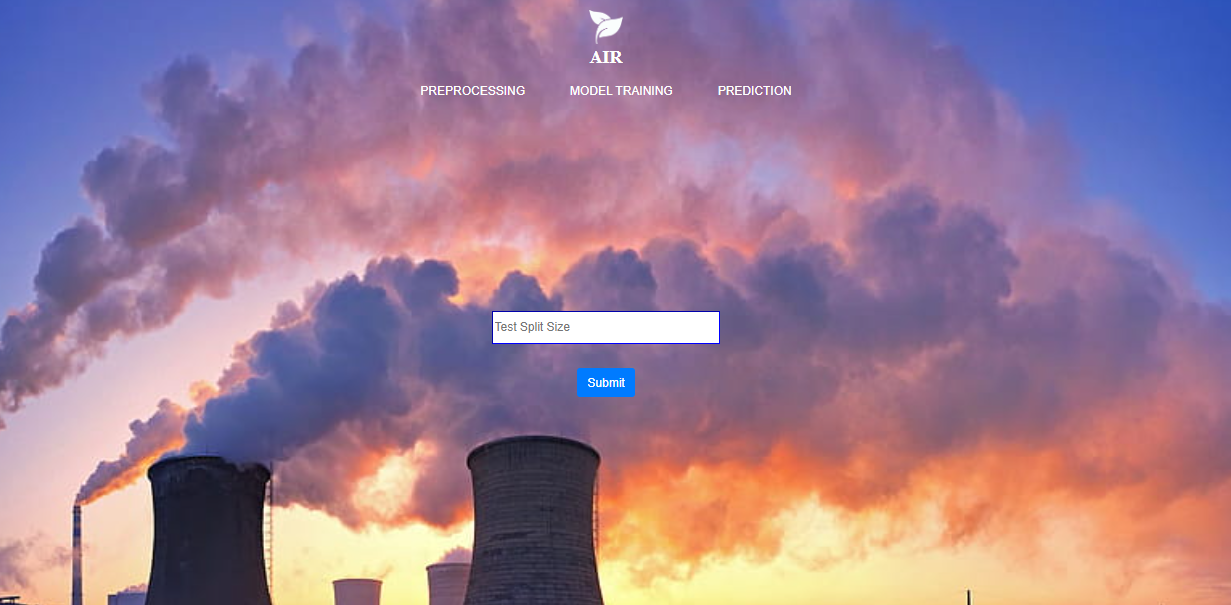 AIR
PREPROCESSING MODEL TRAINING PREDICTION
Test Split Size
Submit